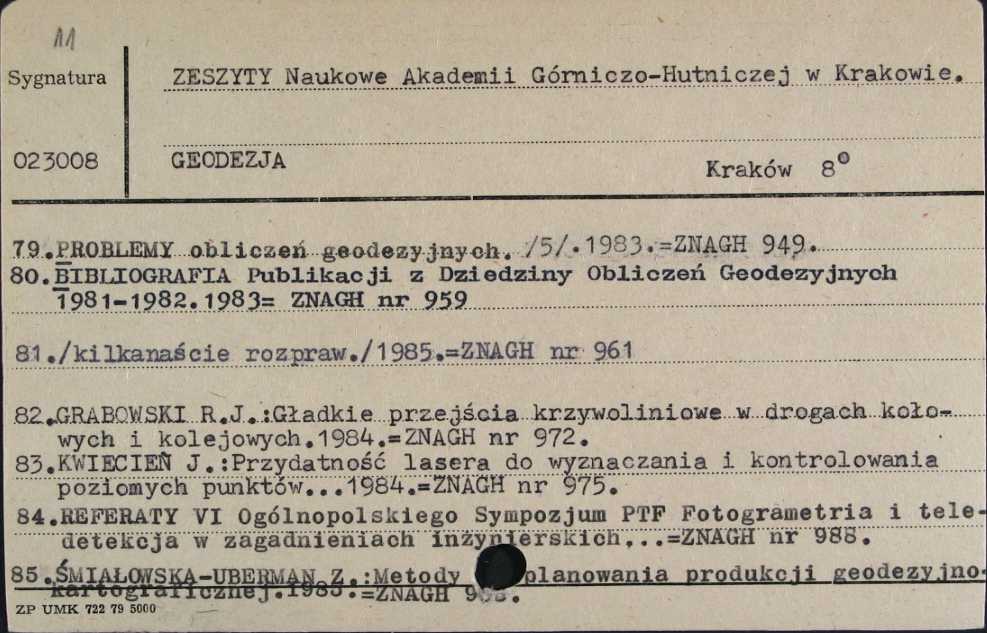 11
Sygnatura ZESZYTY Naukowe Akademii Górniczo-Hutniczej w Krakowie.
023008 GEODEZJA Kraków 8°
79.PROBLEMY obliczeń geodezyjnych. /5/.1983.=ZNAGH 949.
80.BIBLIOGRAFIA Publikacji z Dziedziny Obliczeń Geodezyjnych
1981-1982.1983= ZNAGH nr 959
81./kilkanaście rozpraw./1985.=ZNAGH nr 961
82.GRABOWSKI R.J.:Gładkie przejścia krzywoliniowe w drogach koło-
wych i kolejowych.1984.=ZNAGH nr 972.
83.KWIECIEŃ J.:Przydatność lasera do wyznaczania i kontrolowania
poziomych punktów...1984.=ZNAGH nr 975.
84.REFERATY VI Ogólnopolskiego Sympozjum PTF Fotogrametria i tele-
detekcja w zagadnieniach inżynierskich...=ZNAGH nr 988.
85.ŚMIAŁOWSKA-UBERMAN Z.:Metody planowania produkcji geodezyjno-
kartograficznej.1985.=ZNAGH
ZP UMK 722 79 5000